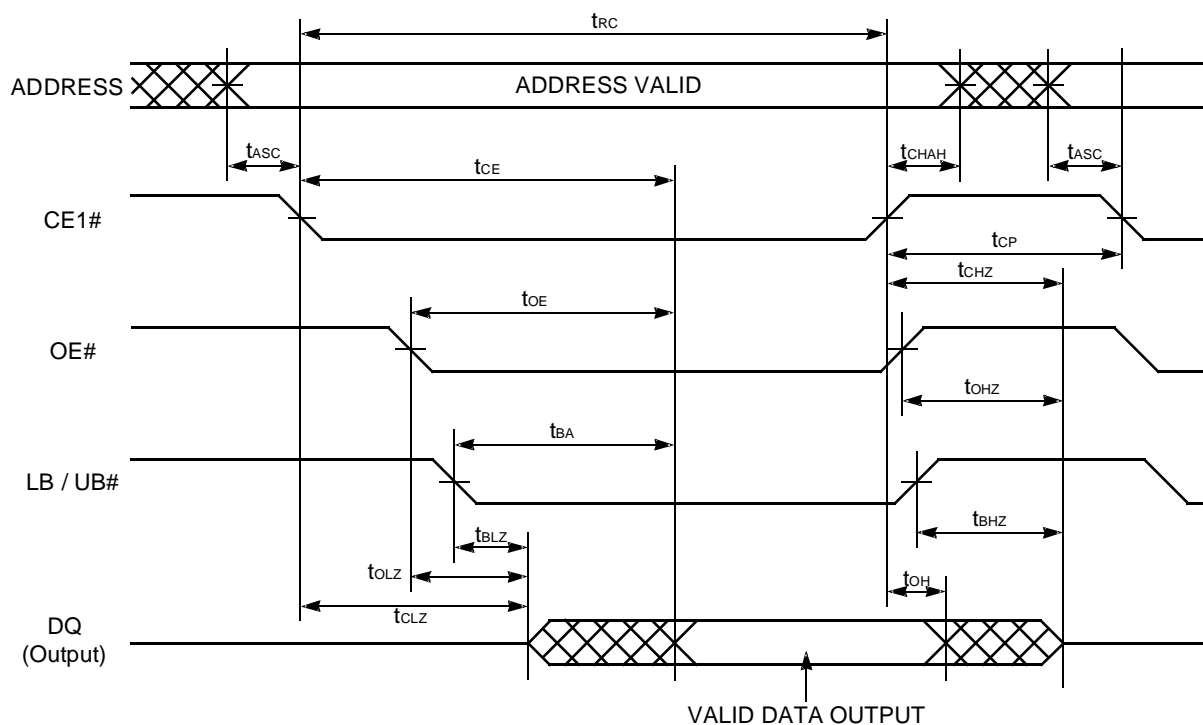 tRC
ADDRESS
ADDRESS VALID
tASC
tCHAH
tASC
tCE
CE1#
tCP
tCHZ
tOE
OE#
tOHZ
tBA
LB / UB#
tBLZ
tBHZ
tOLZ
tOH
tCLZ
DQ
(Output)
VALID DATA OUTPUT